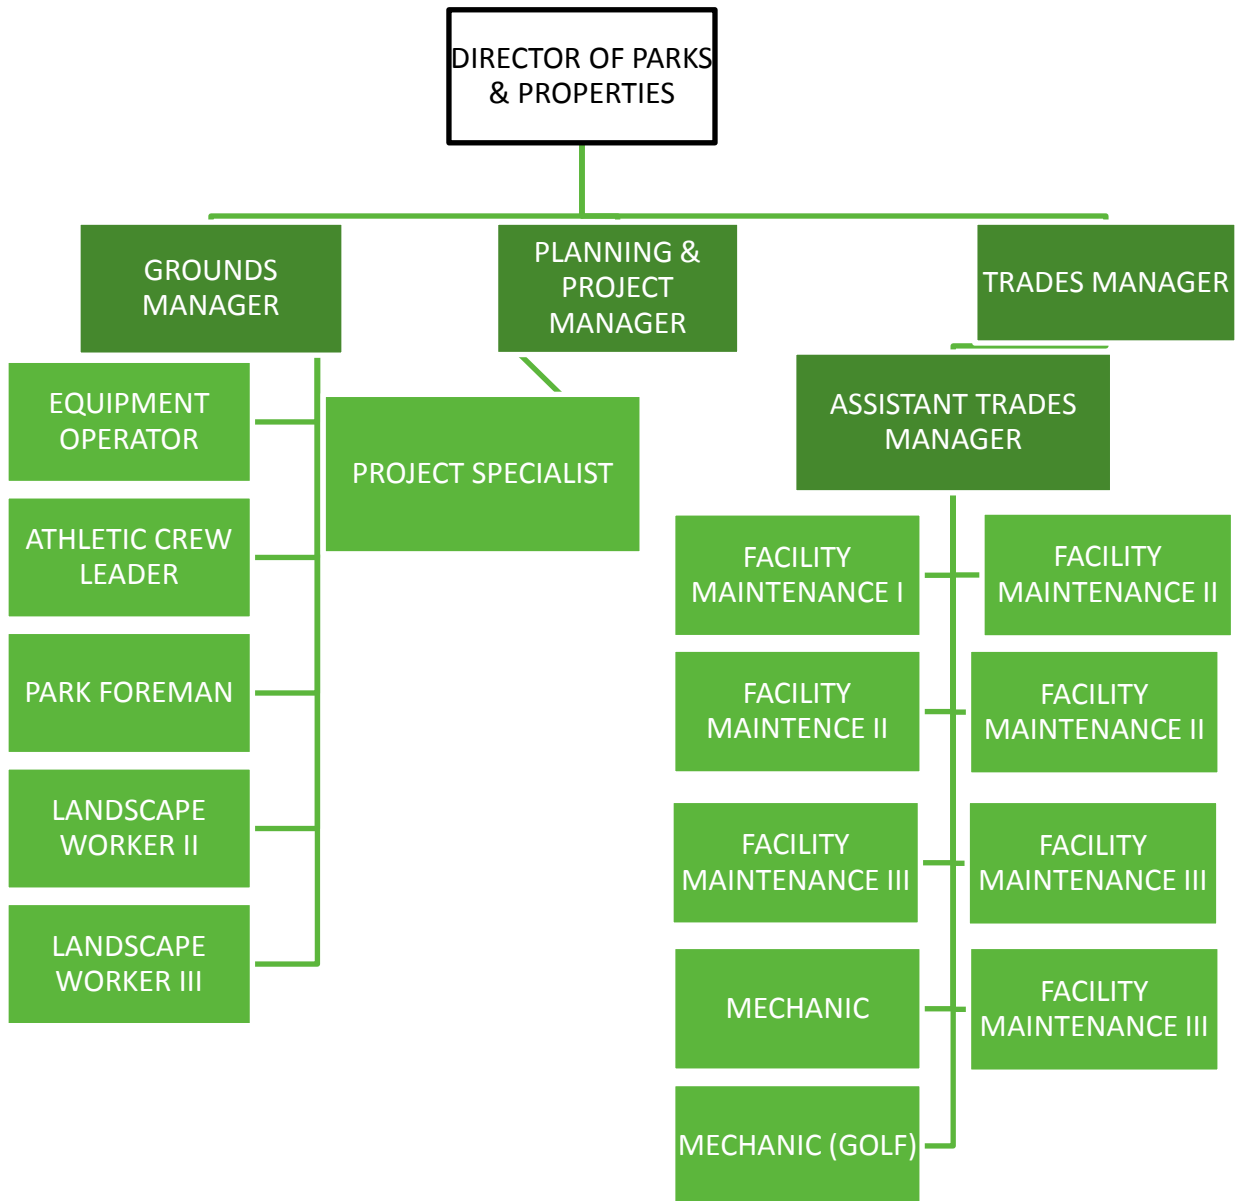 DIRECTOR OF PARKS
& PROPERTIES
GROUNDS
MANAGER
PLANNING &
PROJECT
MANAGER
TRADES MANAGER
EQUIPMENT
OPERATOR
ATHLETIC CREW
LEADER
PARK FOREMAN
LANDSCAPE
WORKER II
LANDSCAPE
WORKER III
PROJECT SPECIALIST
ASSISTANT TRADES
MANAGER
FACILITY
MAINTENANCE I
FACILITY
MAINTENANCE II
FACILITY
MAINTENCE II
FACILITY
MAINTENANCE II
FACILITY
MAINTENANCE III
FACILITY
MAINTENANCE III
MECHANIC
FACILITY
MAINTENANCE III
MECHANIC (GOLF)